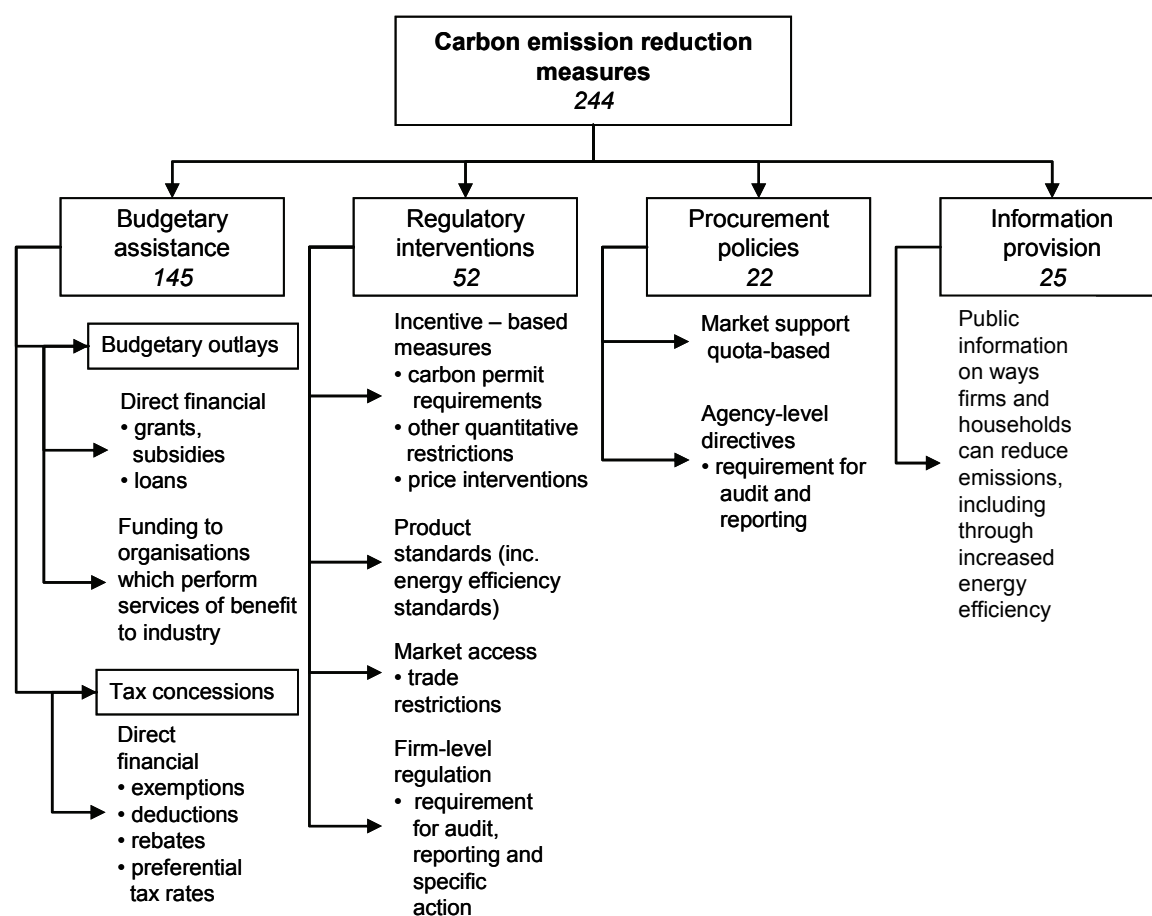 Carbon emission reduction
measures
244
Budgetary
assistance
145
Budgetary outlays
Direct financial
• grants,
subsidies
• loans
Funding to
organisations
which perform
services of benefit
to industry
Tax concessions
Direct
financial
• exemptions
• deductions
• rebates
• preferential
tax rates
Regulatory
interventions
52
Incentive – based
measures
• carbon permit
requirements
• other quantitative
restrictions
• price interventions
Product
standards (inc.
energy efficiency
standards)
Market access
• trade
restrictions
Firm-level
regulation
• requirement
for audit,
reporting and
specific
action
Procurement
policies
22
Market support
quota-based
Agency-level
directives
• requirement for
audit and
reporting
Information
provision
25
Public
information
on ways
firms and
households
can reduce
emissions,
including
through
increased
energy
efficiency